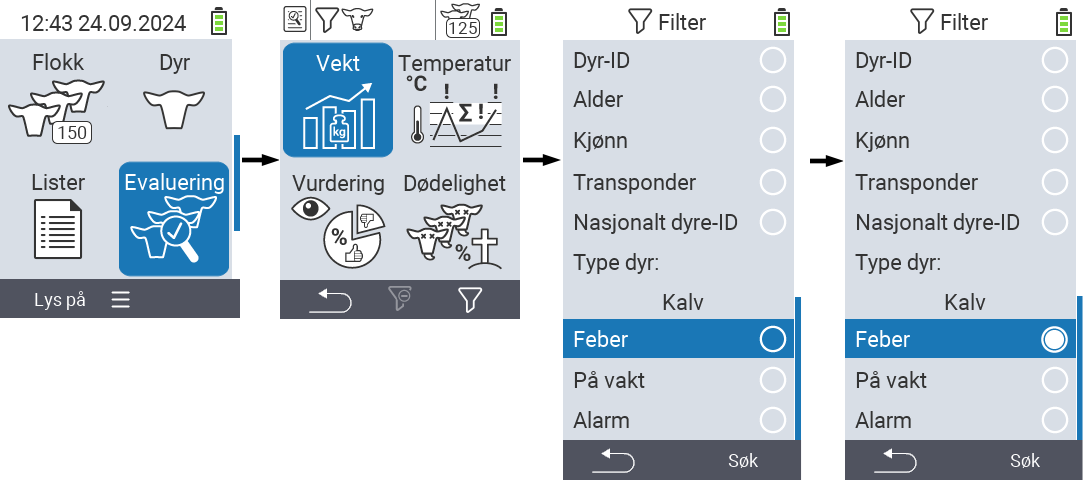 12:43 24.09.2024
Flokk
Dyr
150
Lister
Evaluering
Lys på
125
Vekt
Temperatur
°C
! !
Σ!
kg
Vurdering
Dødelighet
%
%
Filter
Dyr-ID
Alder
Kjønn
Transponder
Nasjonalt dyre-ID
Type dyr:
Kalv
Feber
På vakt
Alarm
Søk
Filter
Dyr-ID
Alder
Kjønn
Transponder
Nasjonalt dyre-ID
Type dyr:
Kalv
Feber
På vakt
Alarm
Søk